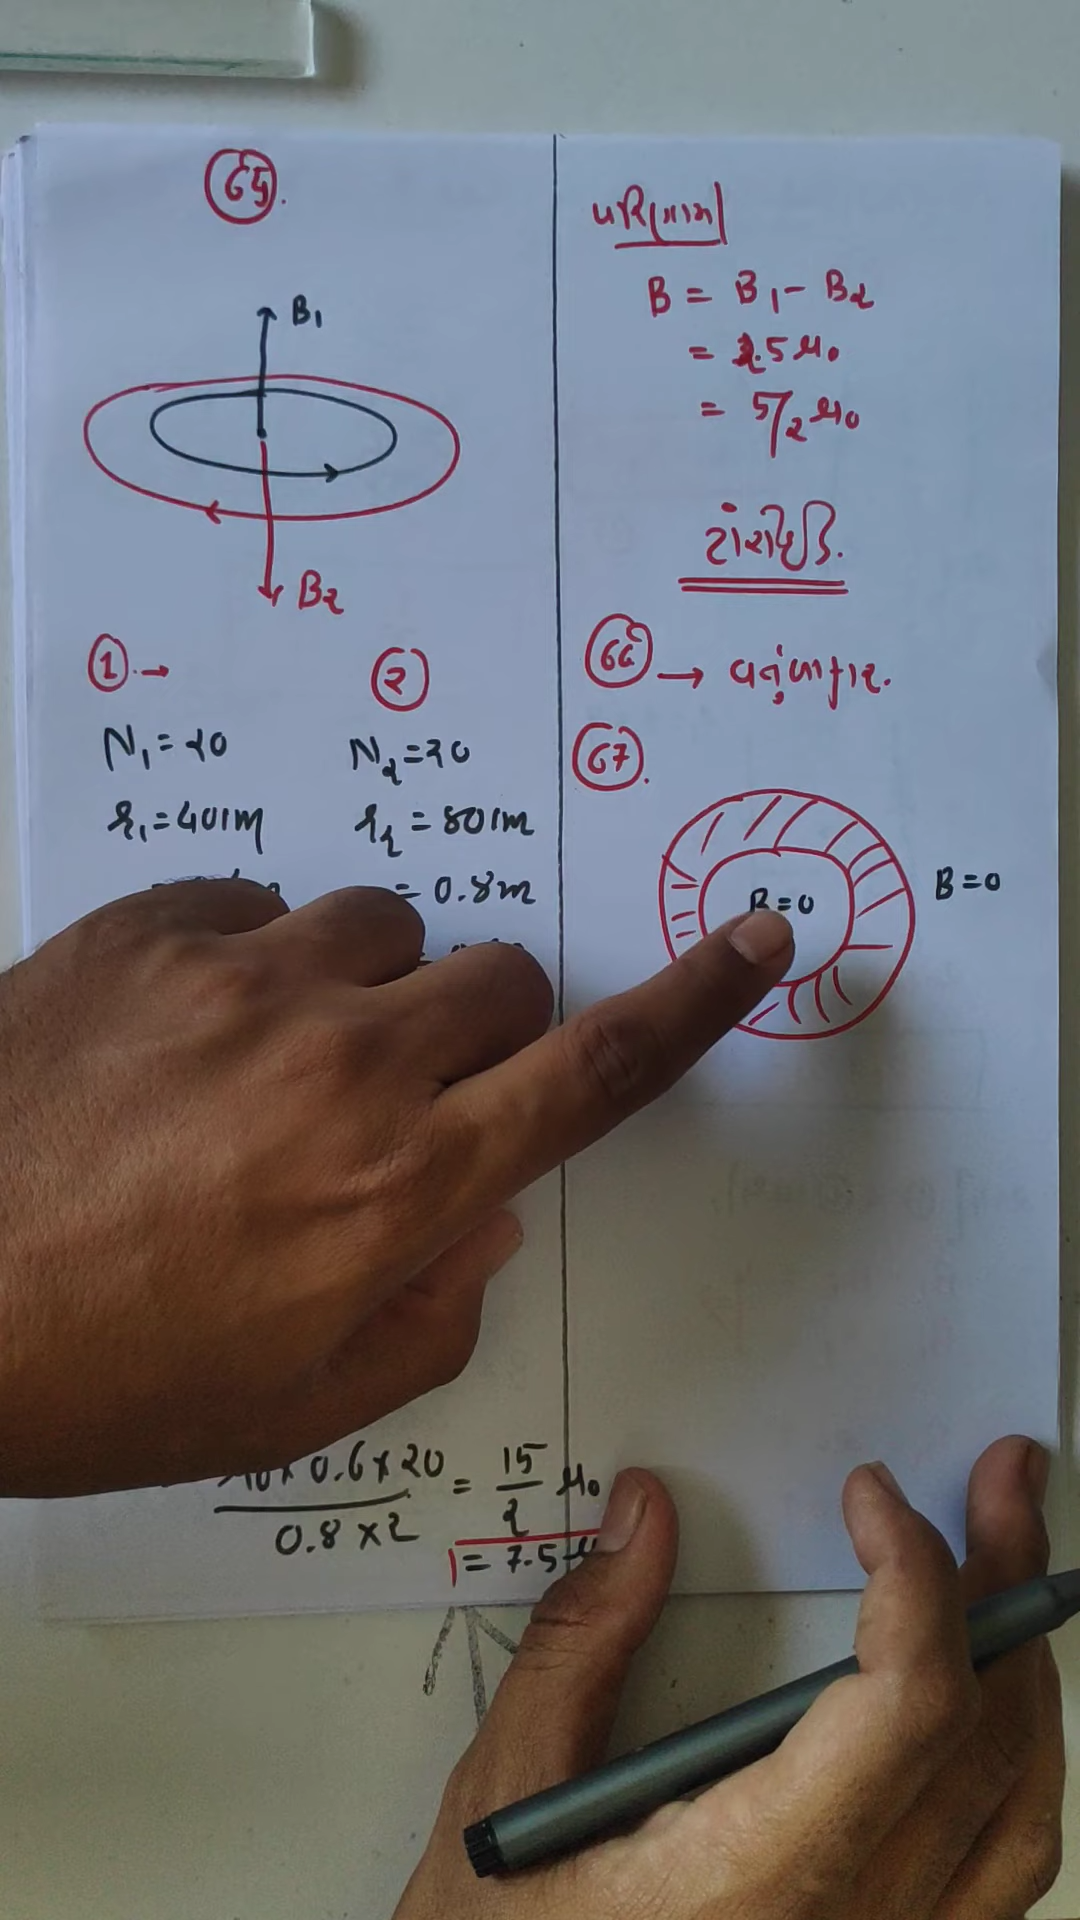 65.
B₁
B₂
① →
N₁ = 20
r₁ = 40 cm
②
N₂ = 20
r₂ = 80 cm
= 0.8 m
× 0.6 × 20 / 0.8 × 2 = 15/2 μ₀
= 7.5 μ
પરિણામ
B = B₁ - B₂
= 2.5 μ₀
= 5/2 μ₀
ટોરોઈડ.
66 → વર્તુળાકાર.
67.
B = 0
B = 0